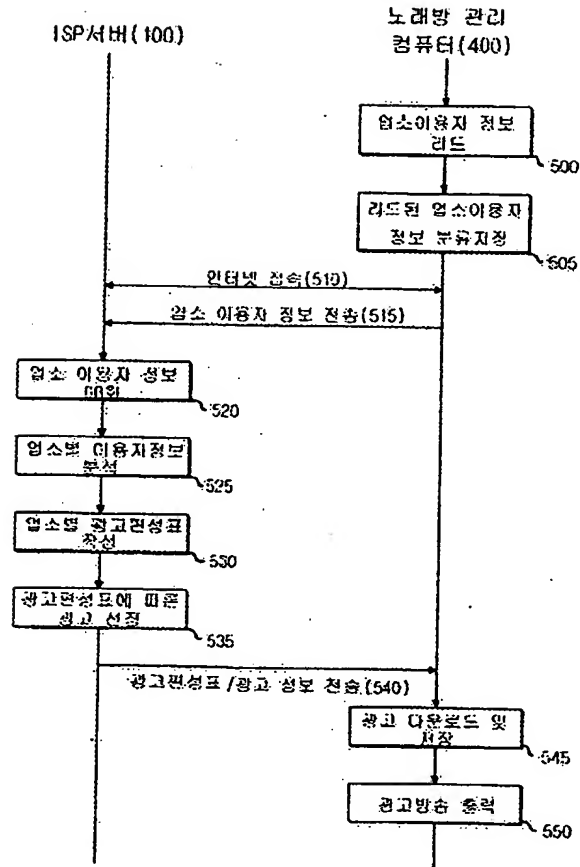 ISP서버(100)
노래방 관리
컴퓨터(400)
업소이용자 정보
리드
500
리드된 업소이용자
정보 분류저장
505
인터넷 접속(510)
업소 이용자 정보 전송(515)
업소 이용자 정보
DB화
520
업소별 이용자정보
분석
525
업소별 광고편성표
작성
530
광고편성표에 따른
광고 선정
535
광고편성표/광고 정보 전송(540)
광고 다운로드 및
저장
545
광고방송 출력
550